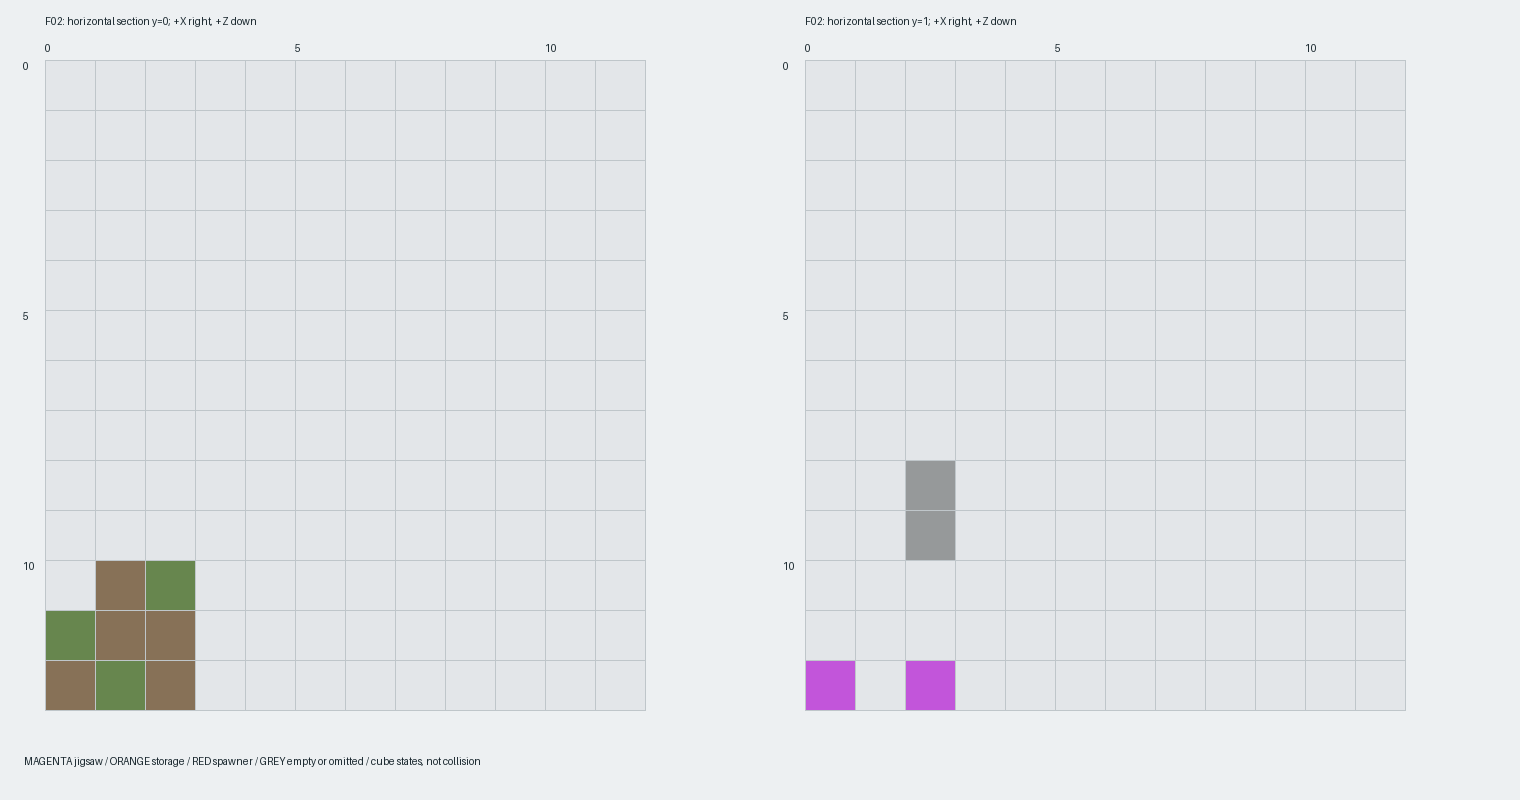 F02: horizontal section y=0; +X right, +Z down
F02: horizontal section y=1; +X right, +Z down
0 5 10
0 5 10
0
0
5
5
10
10
MAGENTA jigsaw / ORANGE storage / RED spawner / GREY empty or omitted / cube states, not collision